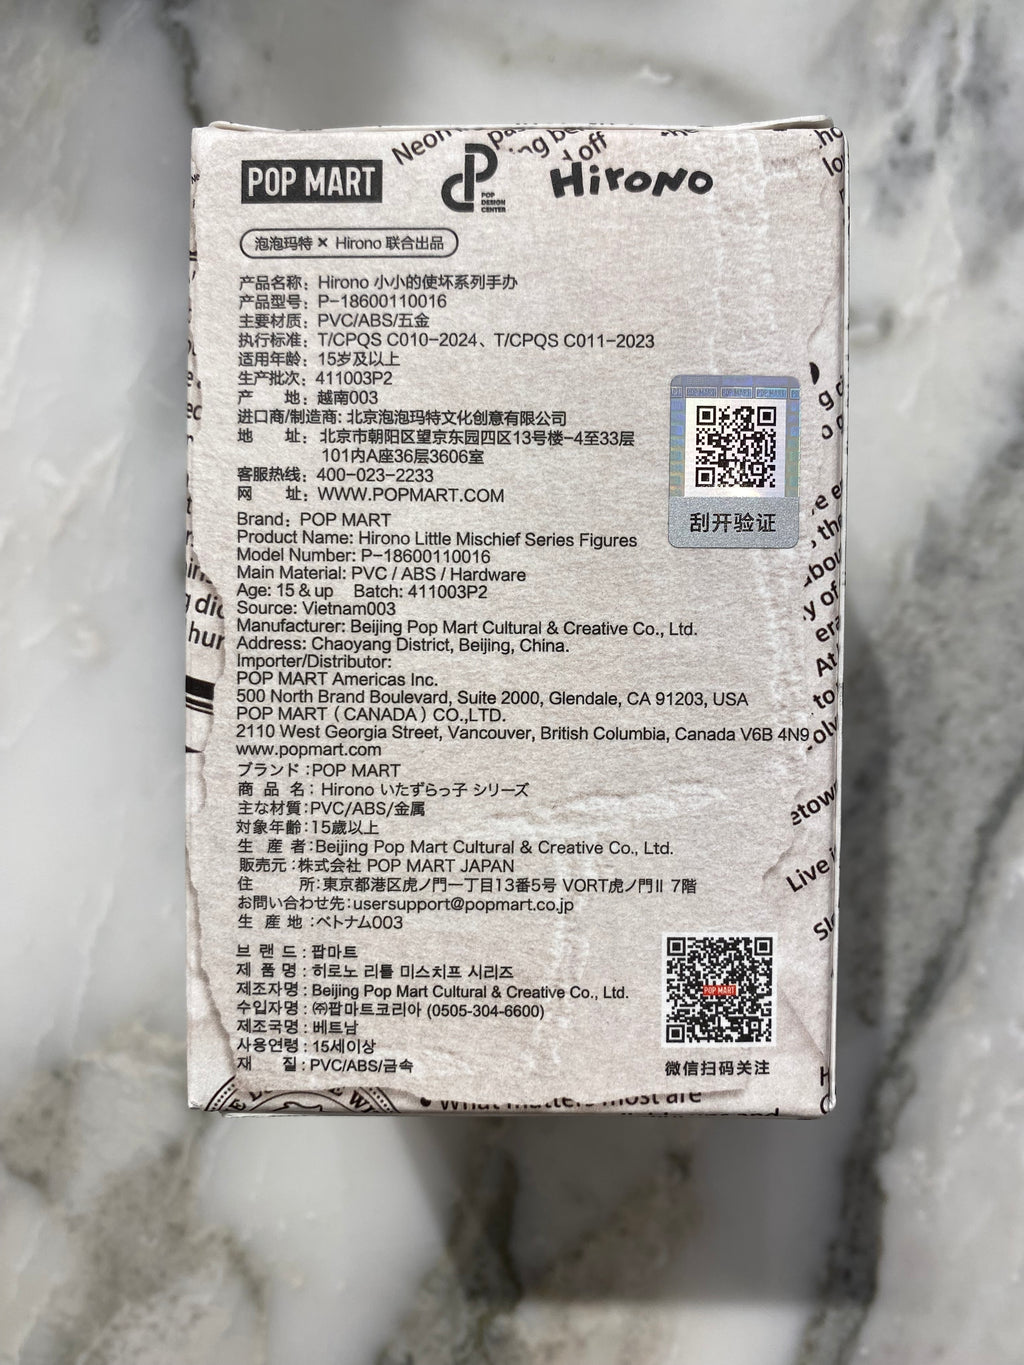 POP MART
POP
DESIGN
CENTER
Hirono
泡泡玛特 × Hirono 联合出品
产品名称：Hirono 小小的使坏系列手办
产品型号：P-18600110016
主要材质：PVC/ABS/五金
执行标准：T/CPQS C010-2024、T/CPQS C011-2023
适用年龄：15岁及以上
生产批次：411003P2
产 地：越南003
进口商/制造商: 北京泡泡玛特文化创意有限公司
地 址：北京市朝阳区望京东园四区13号楼-4至33层
101内A座36层3606室
客服热线：400-023-2233
网 址：WWW.POPMART.COM
刮开验证
Brand：POP MART
Product Name: Hirono Little Mischief Series Figures
Model Number: P-18600110016
Main Material: PVC / ABS / Hardware
Age: 15 & up Batch: 411003P2
Source: Vietnam003
Manufacturer: Beijing Pop Mart Cultural & Creative Co., Ltd.
Address: Chaoyang District, Beijing, China.
Importer/Distributor:
POP MART Americas Inc.
500 North Brand Boulevard, Suite 2000, Glendale, CA 91203, USA
POP MART ( CANADA ) CO.,LTD.
2110 West Georgia Street, Vancouver, British Columbia, Canada V6B 4N9
www.popmart.com
ブランド：POP MART
商 品 名：Hirono いたずらっ子 シリーズ
主な材質：PVC/ABS/金属
対象年齢：15歳以上
生 産 者：Beijing Pop Mart Cultural & Creative Co., Ltd.
販売元：株式会社 POP MART JAPAN
住 所：東京都港区虎ノ門一丁目13番5号 VORT虎ノ門II 7階
お問い合わせ先：usersupport@popmart.co.jp
生 産 地：ベトナム003
브 랜 드 : 팝마트
제 품 명 : 히로노 리틀 미스치프 시리즈
제조자명 : Beijing Pop Mart Cultural & Creative Co., Ltd.
수입자명 : ㈜팝마트코리아 (0505-304-6600)
제조국명 : 베트남
사용연령 : 15세이상
재 질 : PVC/ABS/금속
POP MART
微信扫码关注
What matters most are
Live